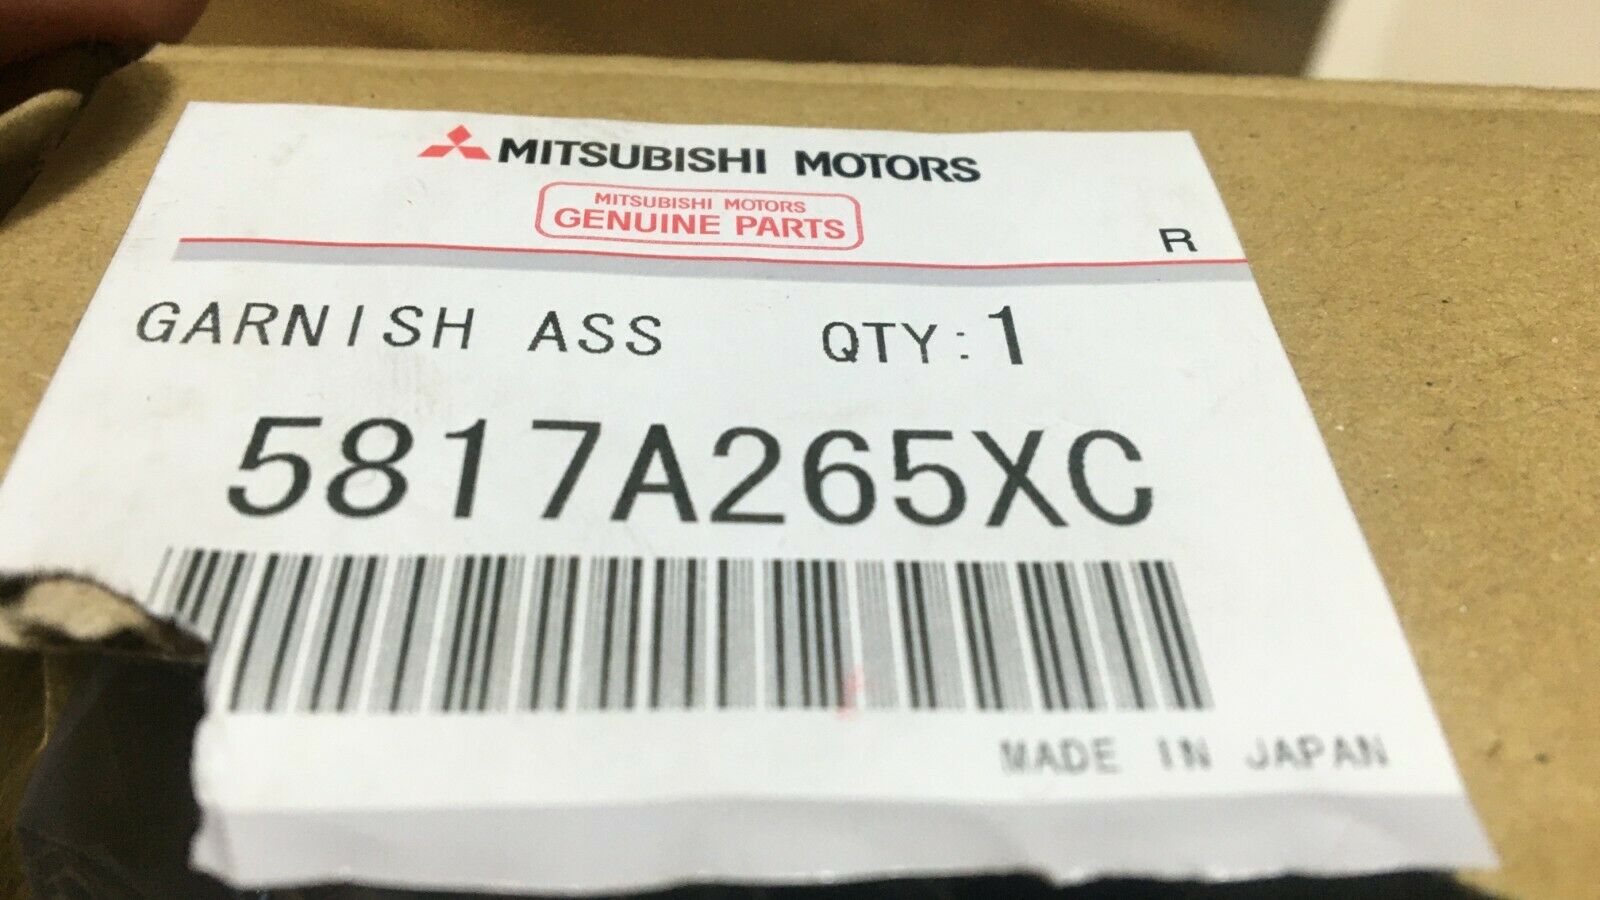 MITSUBISHI MOTORS
MITSUBISHI MOTORS
GENUINE PARTS
R
GARNISH ASS QTY:1
5817A265XC
MADE IN JAPAN